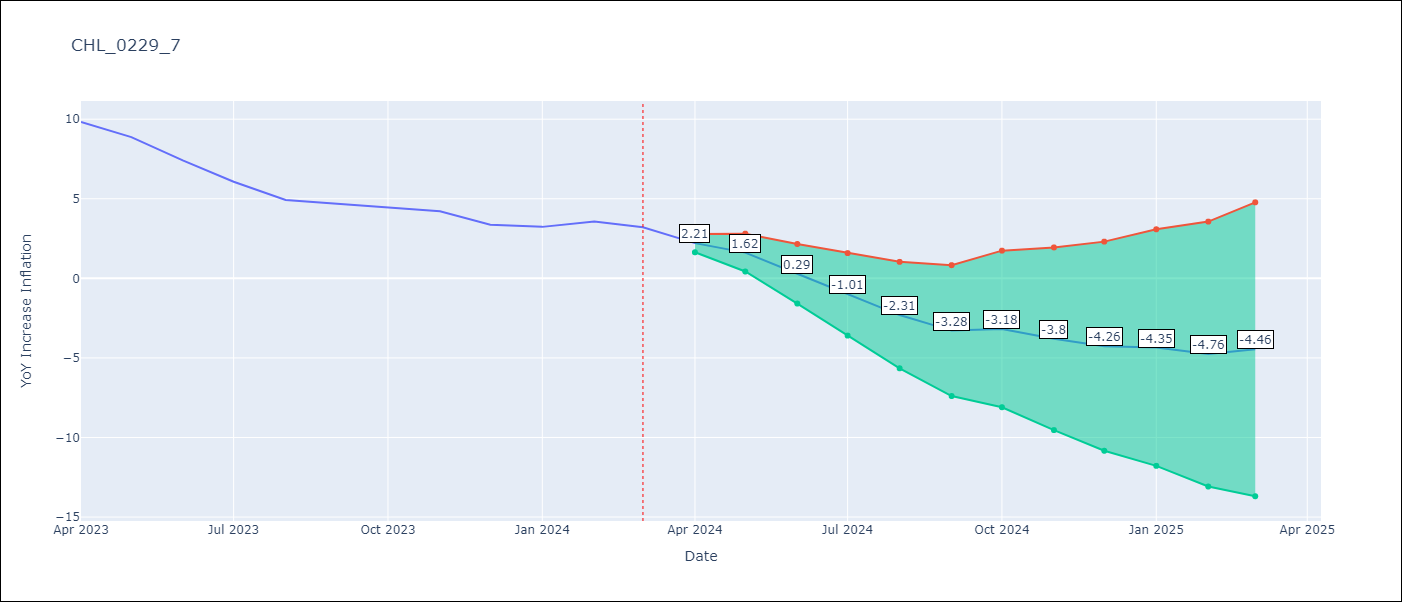 CHL_0229_7
YoY Increase Inflation
10
5
0
−5
−10
−15
2.21
1.62
0.29
-1.01
-2.31
-3.28
-3.18
-3.8
-4.26
-4.35
-4.76
-4.46
Apr 2023
Jul 2023
Oct 2023
Jan 2024
Apr 2024
Jul 2024
Oct 2024
Jan 2025
Apr 2025
Date